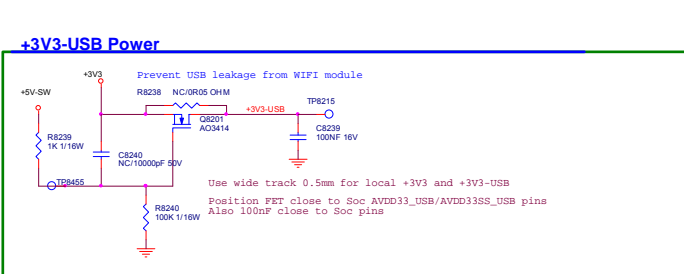 +3V3-USB Power
+3V3
Prevent USB leakage from WIFI module
+5V-SW
R8238 NC/0R05 OHM
TP8215
+3V3-USB
Q8201
AO3414
C8239
100NF 16V
R8239
1K 1/16W
C8240
NC/10000pF 50V
TP8455
Use wide track 0.5mm for local +3V3 and +3V3-USB
Position FET close to Soc AVDD33_USB/AVDD33SS_USB pins
Also 100nF close to Soc pins
R8240
100K 1/16W